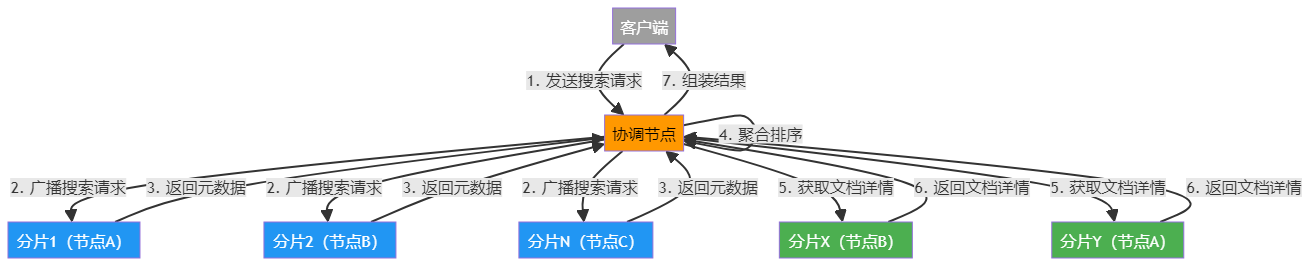 客户端
1. 发送搜索请求
7. 组装结果
协调节点
4. 聚合排序
2. 广播搜索请求
3. 返回元数据
2. 广播搜索请求
3. 返回元数据
2. 广播搜索请求
3. 返回元数据
5. 获取文档详情
6. 返回文档详情
5. 获取文档详情
6. 返回文档详情
分片1（节点A）
分片2（节点B）
分片N（节点C）
分片X（节点B）
分片Y（节点A）